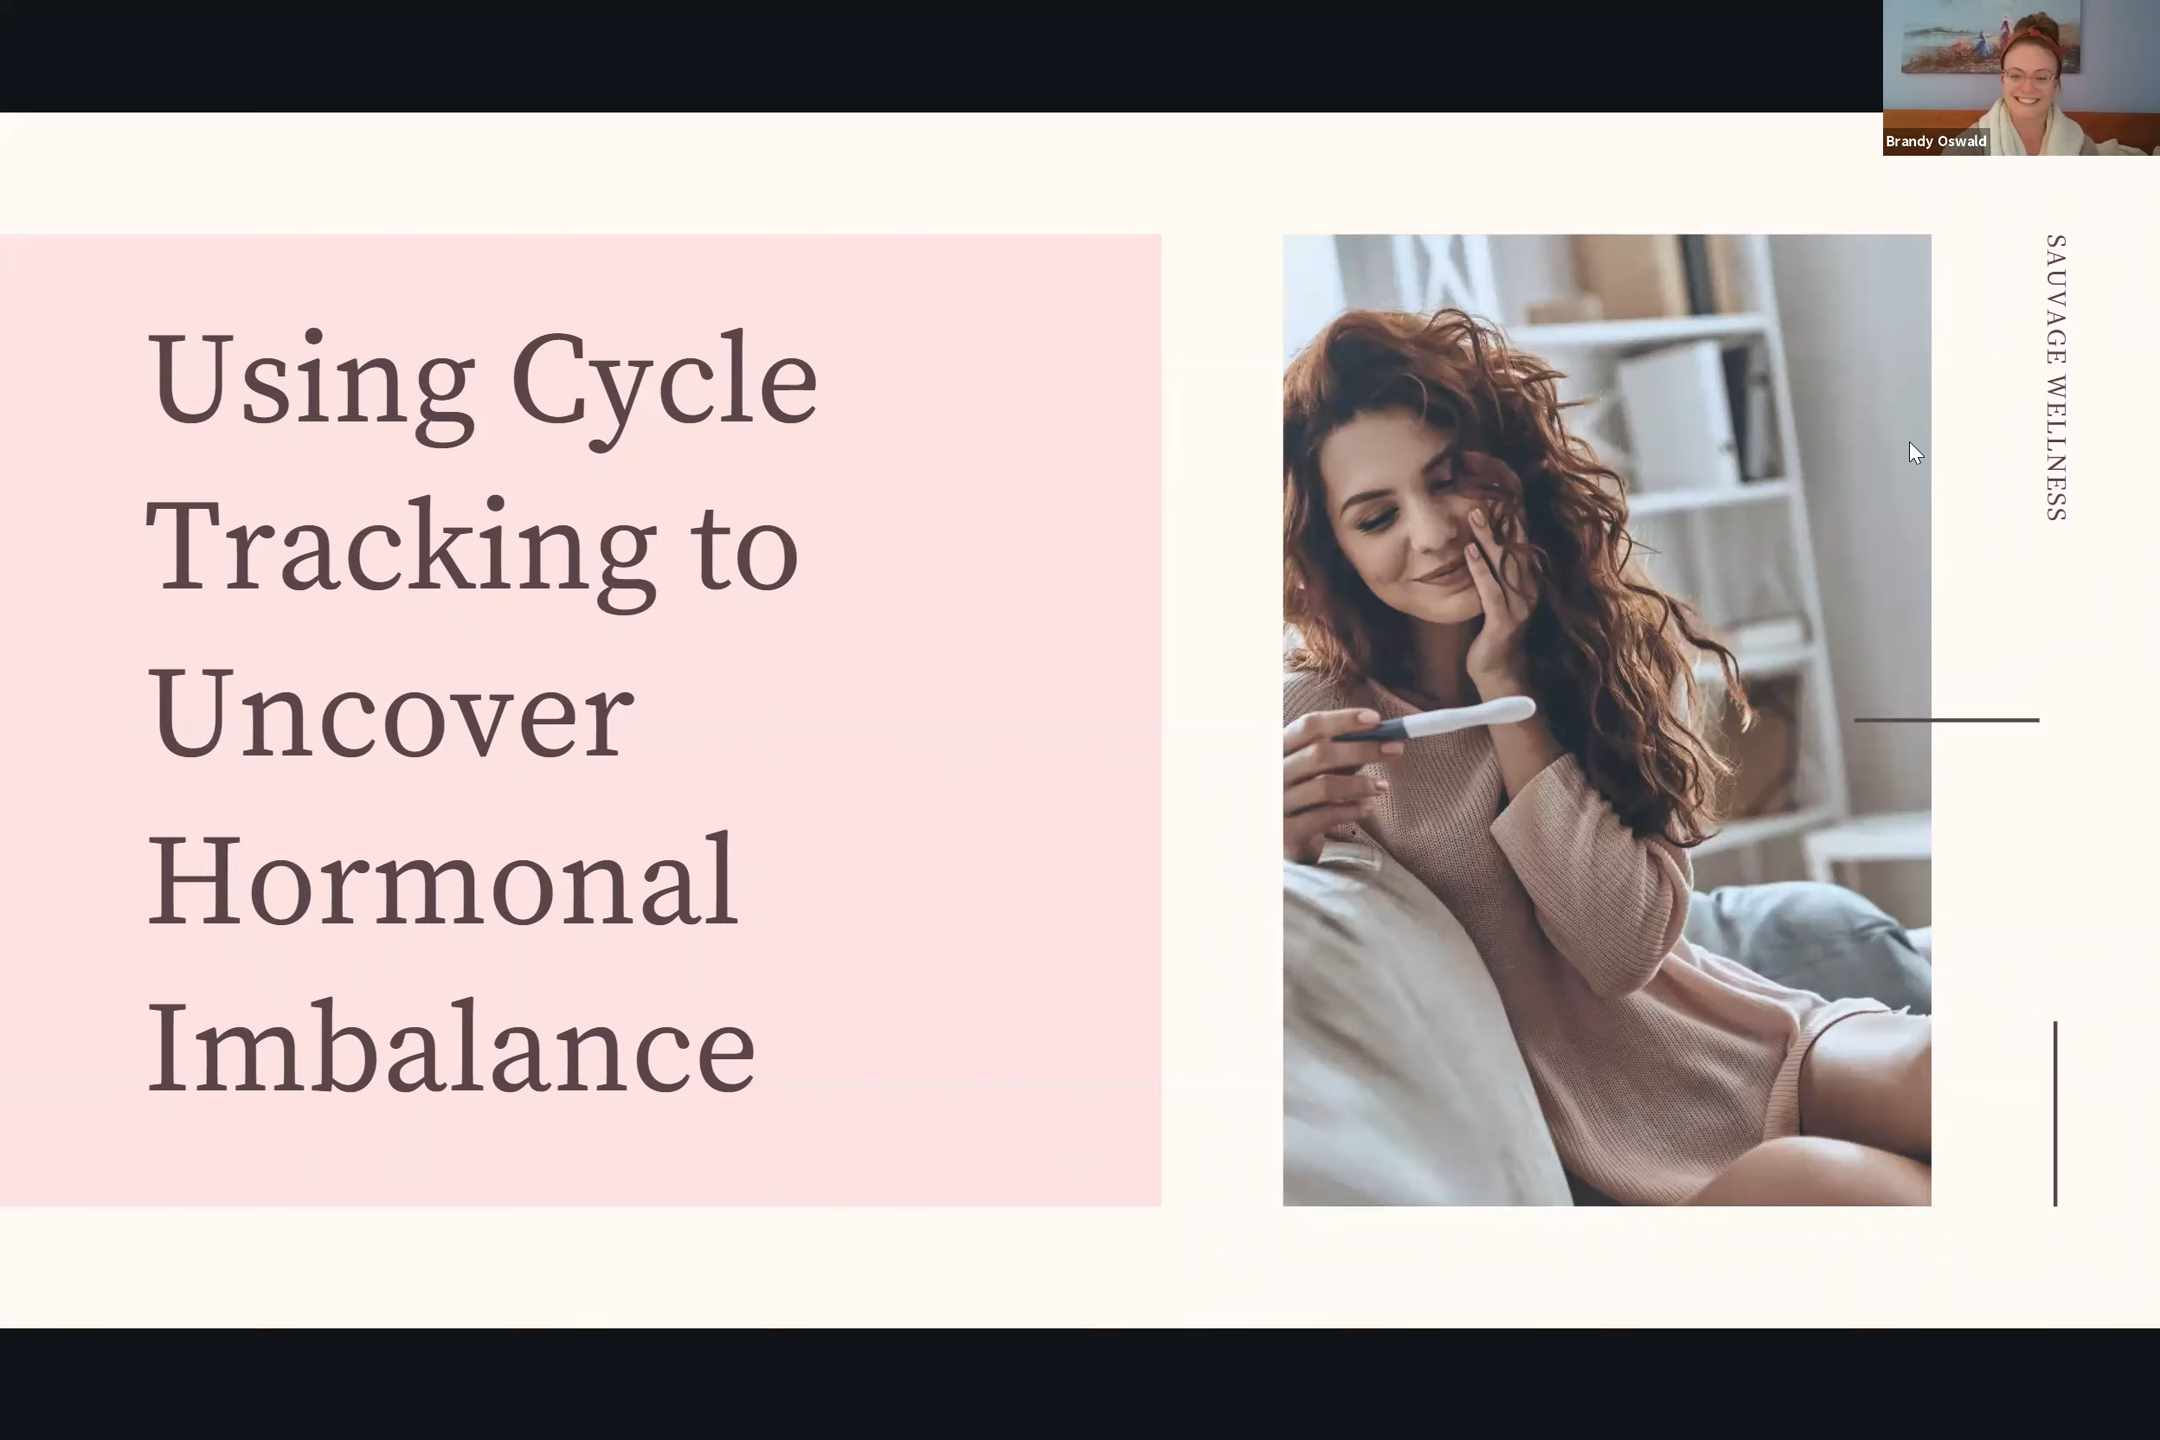 Brandy Oswald
Using Cycle
Tracking to
Uncover
Hormonal
Imbalance
SAUVAGE WELLNESS